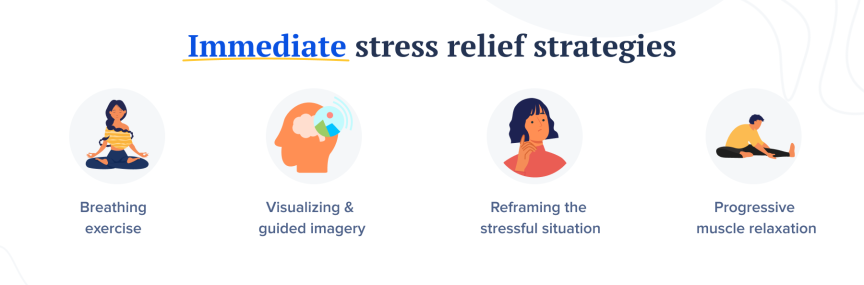 Immediate stress relief strategies
Breathing
exercise
Visualizing &
guided imagery
Reframing the
stressful situation
Progressive
muscle relaxation